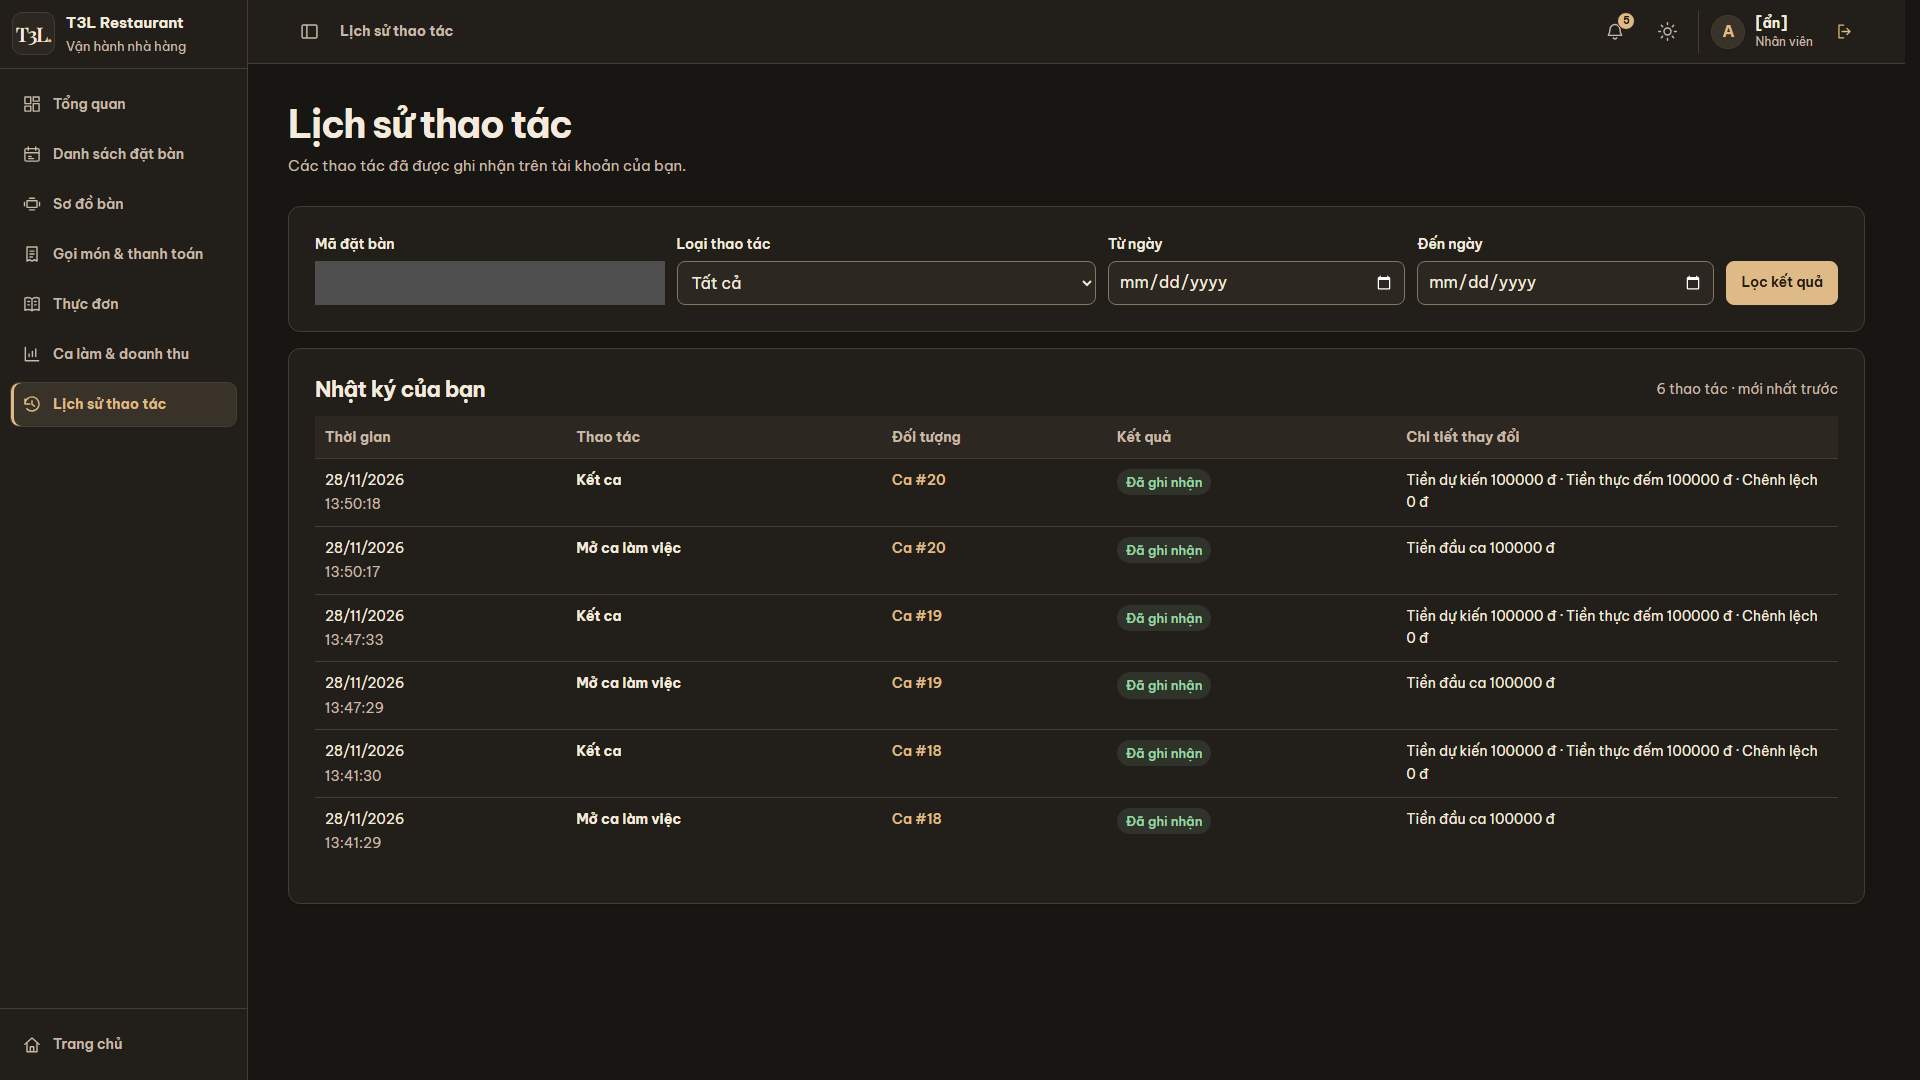 T3L.
T3L Restaurant
Vận hành nhà hàng
Tổng quan
Danh sách đặt bàn
Sơ đồ bàn
Gọi món & thanh toán
Thực đơn
Ca làm & doanh thu
Lịch sử thao tác
Trang chủ
Lịch sử thao tác
5
A
[ẩn]
Nhân viên
Lịch sử thao tác
Các thao tác đã được ghi nhận trên tài khoản của bạn.
Mã đặt bàn
Loại thao tác
Từ ngày
Đến ngày
Tất cả
mm/dd/yyyy
mm/dd/yyyy
Lọc kết quả
Nhật ký của bạn
6 thao tác · mới nhất trước
Thời gian Thao tác Đối tượng Kết quả Chi tiết thay đổi
28/11/2026 Kết ca Ca #20 Đã ghi nhận Tiền dự kiến 100000 đ · Tiền thực đếm 100000 đ · Chênh lệch
13:50:18 0 đ
28/11/2026 Mở ca làm việc Ca #20 Đã ghi nhận Tiền đầu ca 100000 đ
13:50:17
28/11/2026 Kết ca Ca #19 Đã ghi nhận Tiền dự kiến 100000 đ · Tiền thực đếm 100000 đ · Chênh lệch
13:47:33 0 đ
28/11/2026 Mở ca làm việc Ca #19 Đã ghi nhận Tiền đầu ca 100000 đ
13:47:29
28/11/2026 Kết ca Ca #18 Đã ghi nhận Tiền dự kiến 100000 đ · Tiền thực đếm 100000 đ · Chênh lệch
13:41:30 0 đ
28/11/2026 Mở ca làm việc Ca #18 Đã ghi nhận Tiền đầu ca 100000 đ
13:41:29